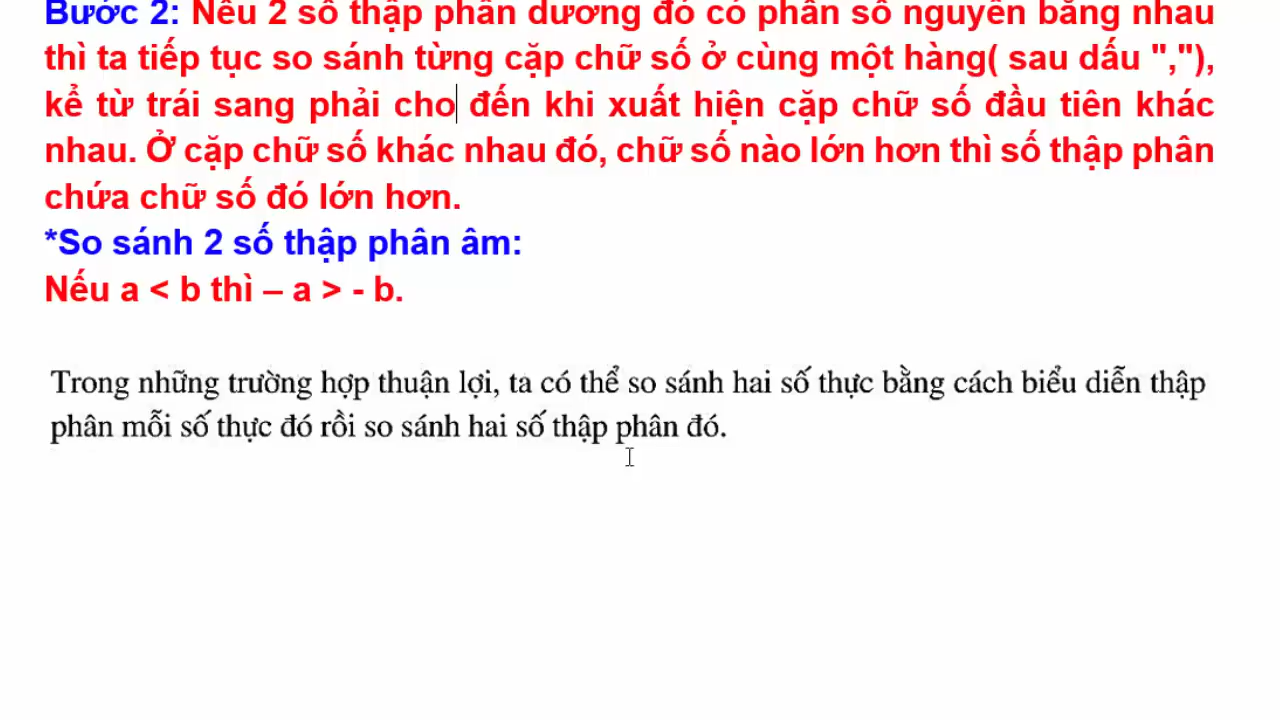 Bước 2: Nếu 2 số thập phân dương đó có phần số nguyên bằng nhau
thì ta tiếp tục so sánh từng cặp chữ số ở cùng một hàng( sau dấu ","),
kể từ trái sang phải cho đến khi xuất hiện cặp chữ số đầu tiên khác
nhau. Ở cặp chữ số khác nhau đó, chữ số nào lớn hơn thì số thập phân
chứa chữ số đó lớn hơn.
*So sánh 2 số thập phân âm:
Nếu a < b thì – a > - b.
Trong những trường hợp thuận lợi, ta có thể so sánh hai số thực bằng cách biểu diễn thập
phân mỗi số thực đó rồi so sánh hai số thập phân đó.